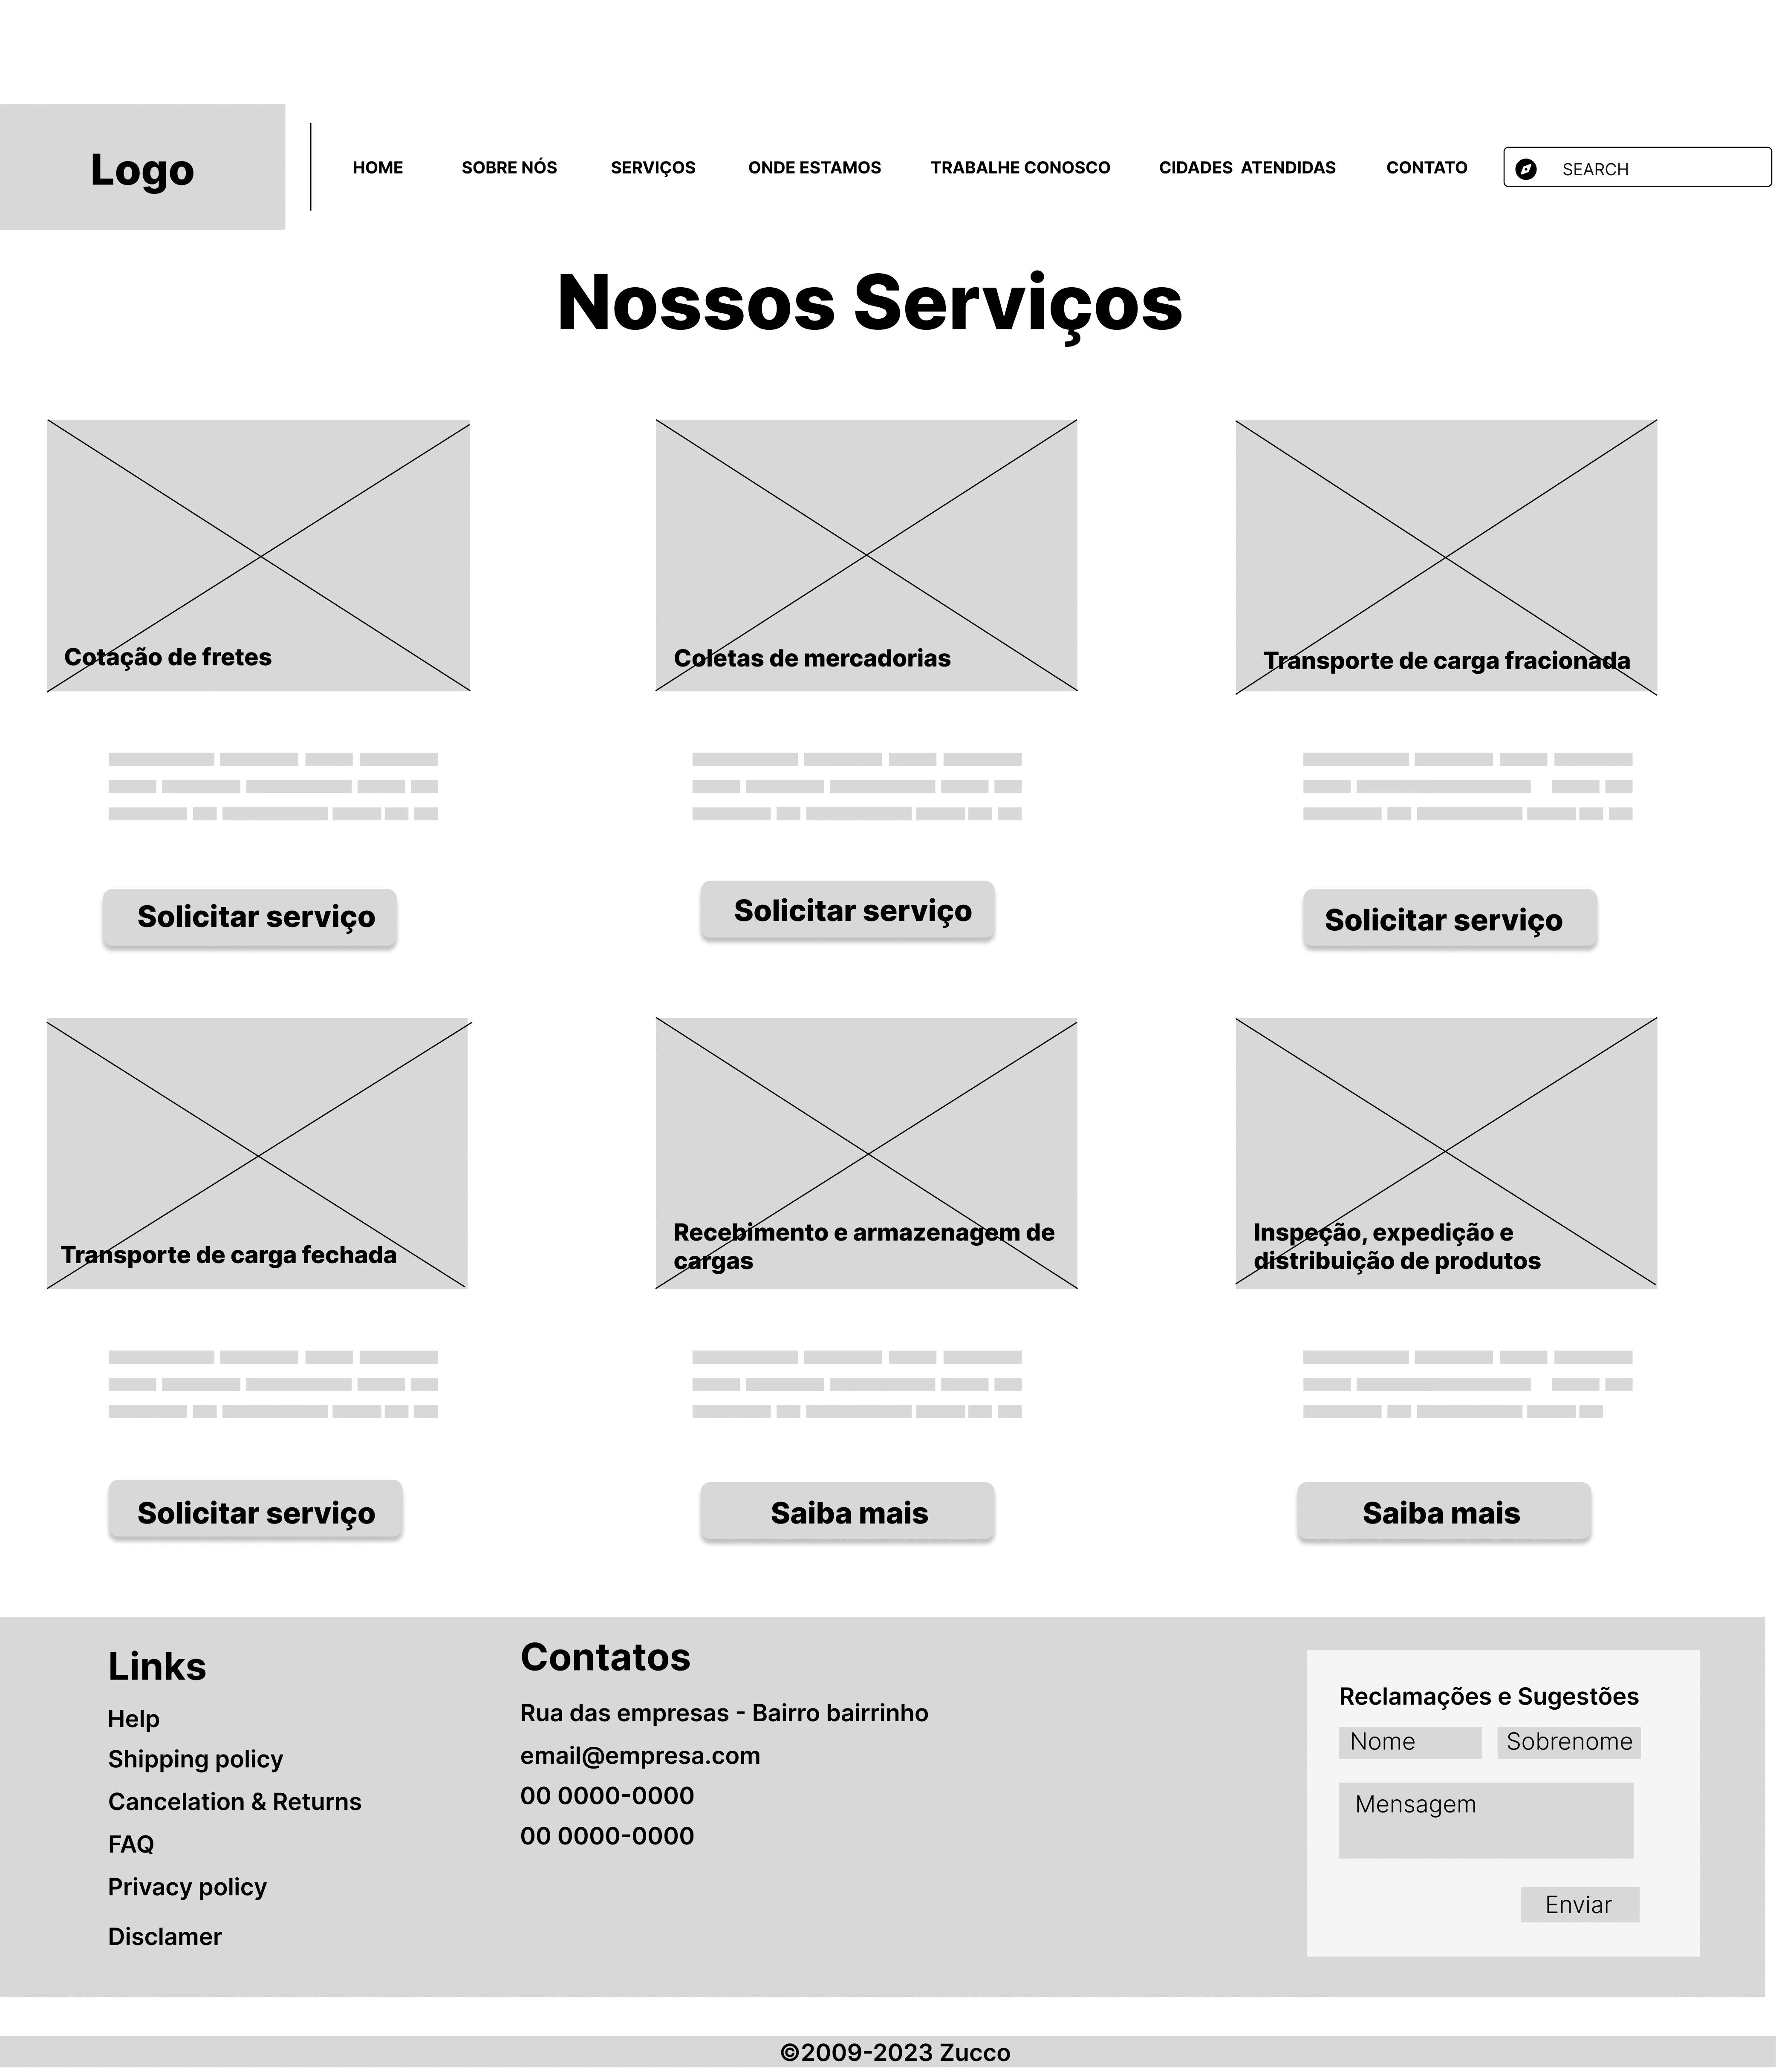 Logo
HOME
SOBRE NÓS
SERVIÇOS
ONDE ESTAMOS
TRABALHE CONOSCO
CIDADES  ATENDIDAS
CONTATO
SEARCH
Nossos Serviços
Cotação de fretes
Coletas de mercadorias
Transporte de carga fracionada
Solicitar serviço
Solicitar serviço
Solicitar serviço
Transporte de carga fechada
Recebimento e armazenagem de
cargas
Inspeção, expedição e
distribuição de produtos
Solicitar serviço
Saiba mais
Saiba mais
Links
Help
Shipping policy
Cancelation & Returns
FAQ
Privacy policy
Disclamer
Contatos
Rua das empresas - Bairro bairrinho
email@empresa.com
00 0000-0000
00 0000-0000
Reclamações e Sugestões
Nome
Sobrenome
Mensagem
Enviar
©2009-2023 Zucco